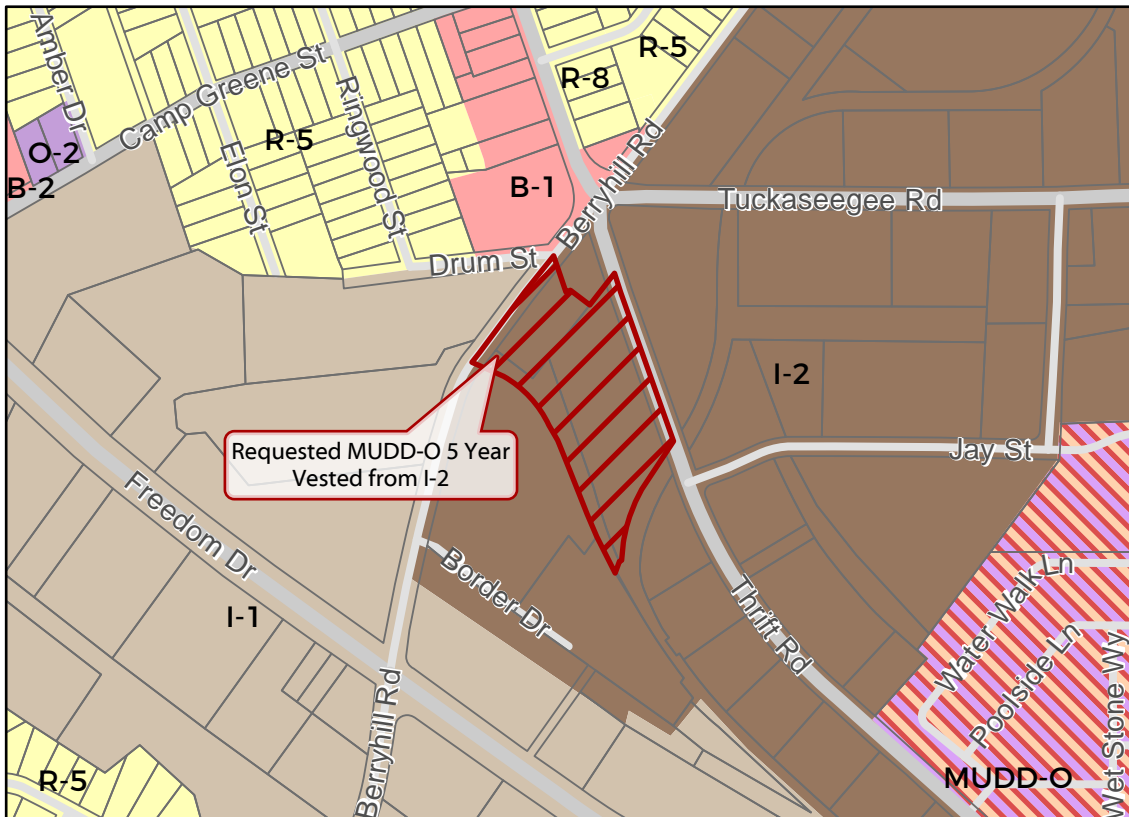 Amber Dr
Camp Greene St
R-5
R-8
O-2
B-2
R-5
Elon St
Ringwood St
B-1
Berryhill Rd
Tuckaseegee Rd
Drum St
I-2
Requested MUDD-O 5 Year
Vested from I-2
Jay St
Freedom Dr
Border Dr
I-1
Thrift Rd
Water Walk Ln
Poolside Ln
Wet Stone Wy
Berryhill Rd
R-5
MUDD-O